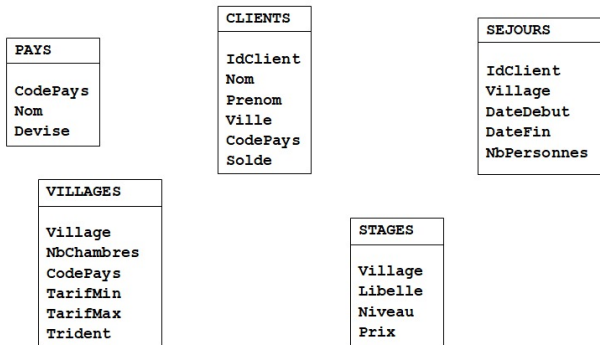 PAYS
CodePays
Nom
Devise
CLIENTS
IdClient
Nom
Prenom
Ville
CodePays
Solde
SEJOURS
IdClient
Village
DateDebut
DateFin
NbPersonnes
VILLAGES
Village
NbChambres
CodePays
TarifMin
TarifMax
Trident
STAGES
Village
Libelle
Niveau
Prix